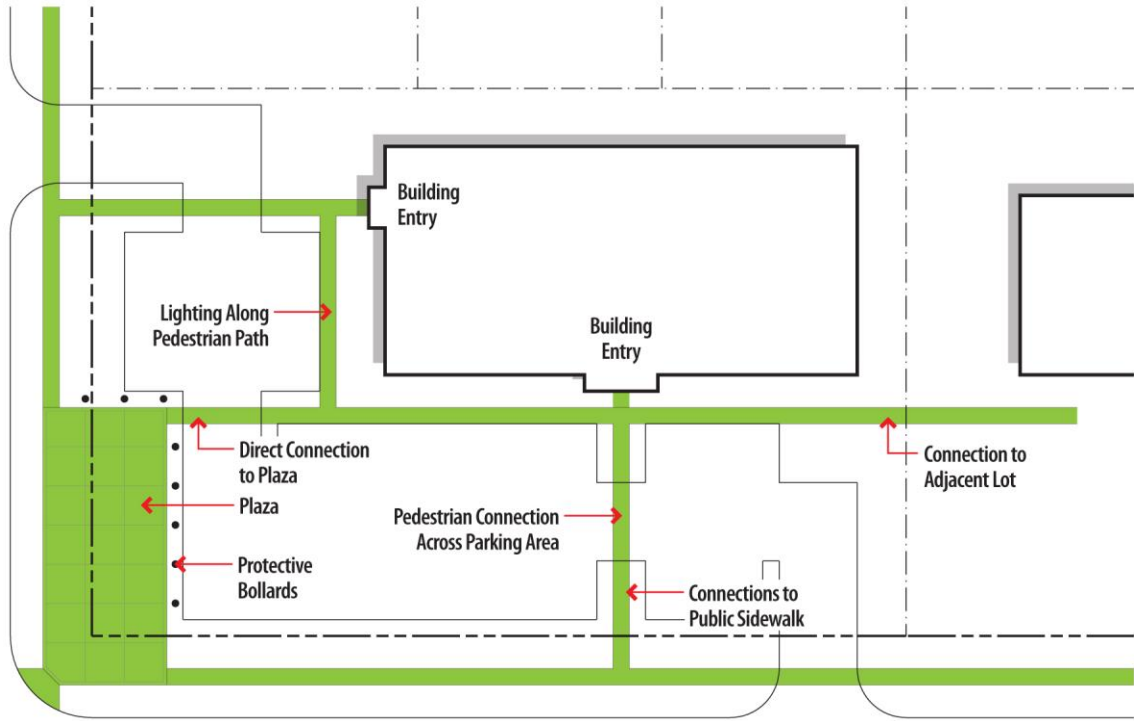 Building
Entry
Lighting Along
Pedestrian Path
Building
Entry
Direct Connection
to Plaza
Plaza
Protective
Bollards
Pedestrian Connection
Across Parking Area
Connection to
Adjacent Lot
Connections to
Public Sidewalk